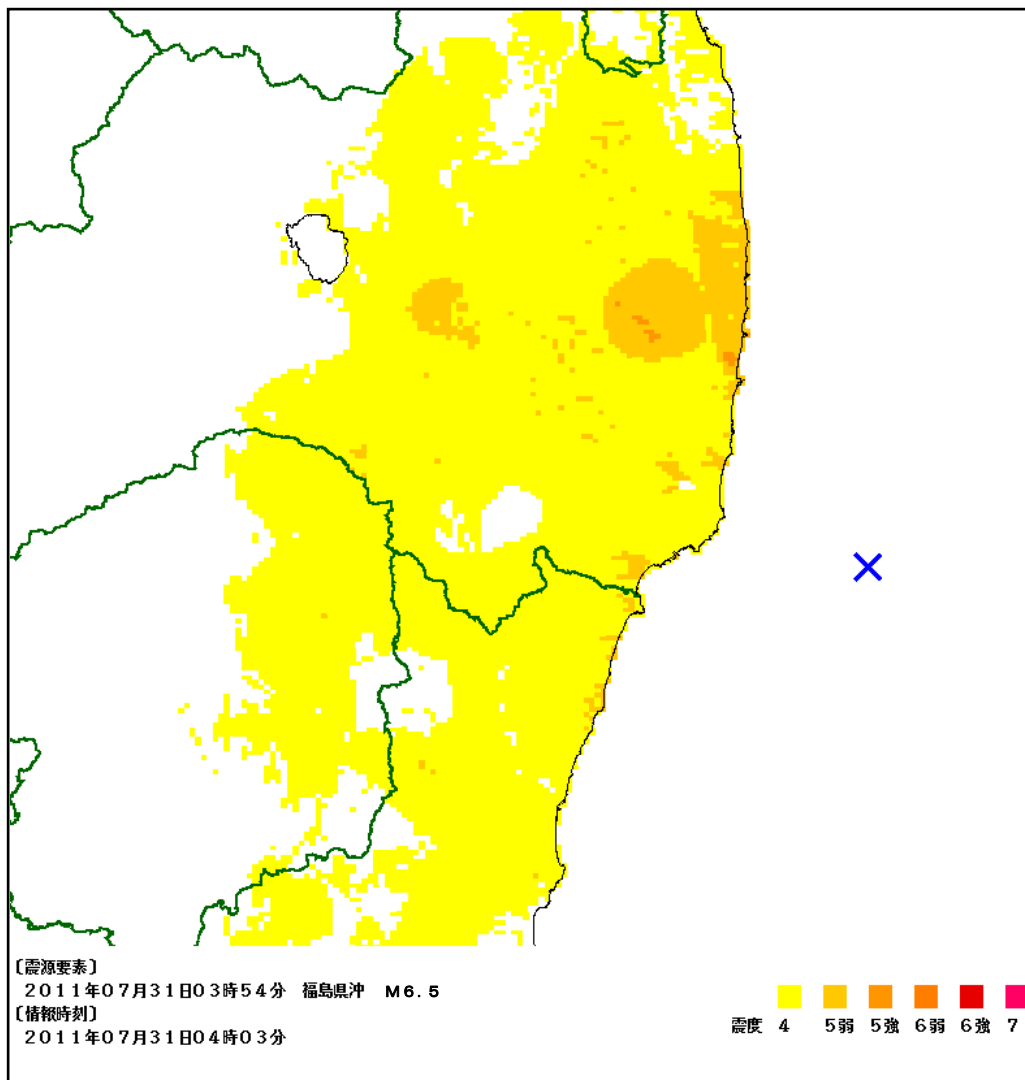 〔震源要素〕
2011年07月31日03時54分 福島県沖 M6.5
〔情報時刻〕
2011年07月31日04時03分
震度 4 5弱 5強 6弱 6強 7